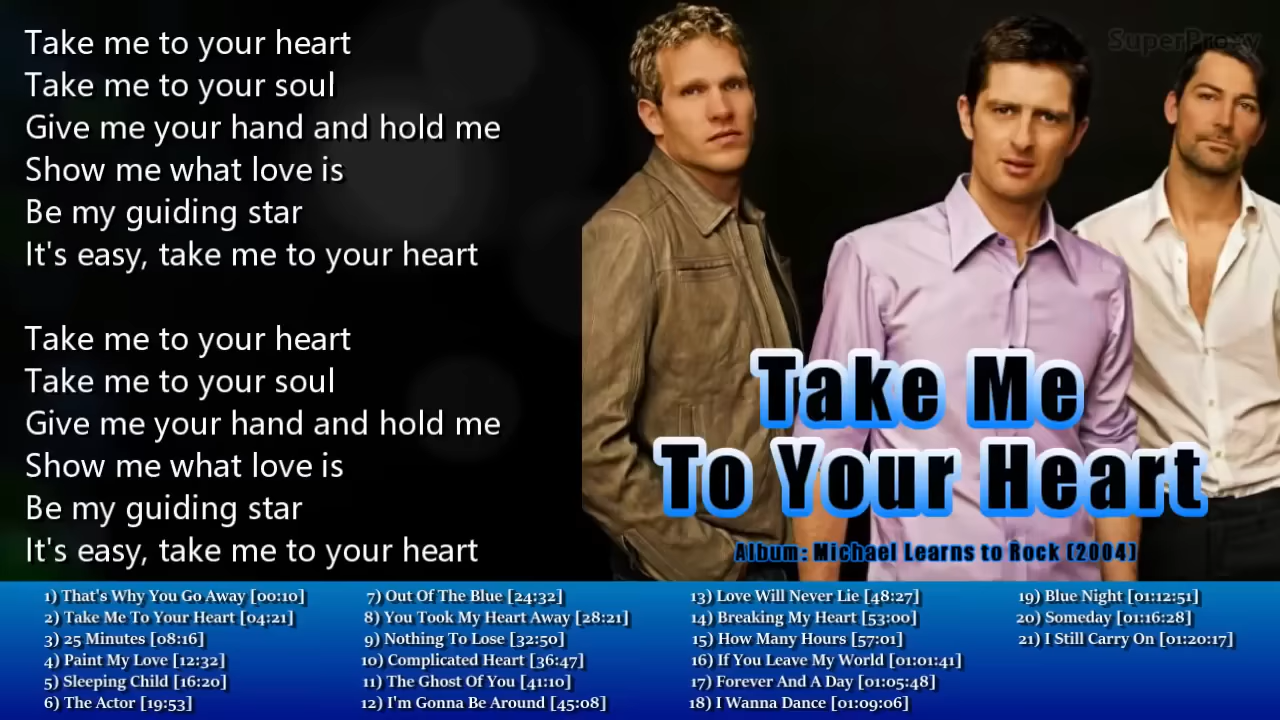 Take me to your heart
Take me to your soul
Give me your hand and hold me
Show me what love is
Be my guiding star
It's easy, take me to your heart
Take me to your heart
Take me to your soul
Give me your hand and hold me
Show me what love is
Be my guiding star
It's easy, take me to your heart
SuperProxy
Take Me
To Your Heart
Album: Michael Learns to Rock (2004)
1) That's Why You Go Away [00:10]
2) Take Me To Your Heart [04:21]
3) 25 Minutes [08:16]
4) Paint My Love [12:32]
5) Sleeping Child [16:20]
6) The Actor [19:53]
7) Out Of The Blue [24:32]
8) You Took My Heart Away [28:21]
9) Nothing To Lose [32:50]
10) Complicated Heart [36:47]
11) The Ghost Of You [41:10]
12) I'm Gonna Be Around [45:08]
13) Love Will Never Lie [48:27]
14) Breaking My Heart [53:00]
15) How Many Hours [57:01]
16) If You Leave My World [01:01:41]
17) Forever And A Day [01:05:48]
18) I Wanna Dance [01:09:06]
19) Blue Night [01:12:51]
20) Someday [01:16:28]
21) I Still Carry On [01:20:17]